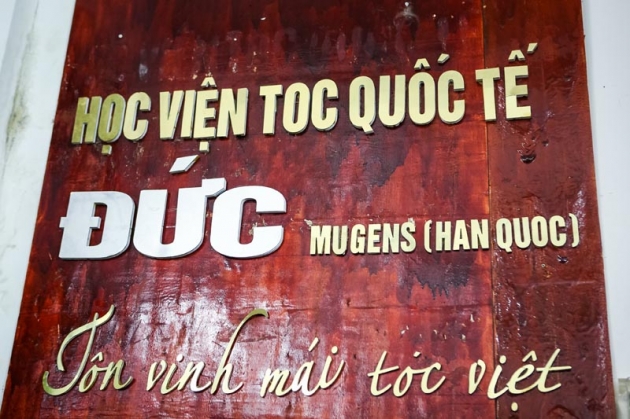 HỌC VIỆN TOC QUỐC TẾ
ĐỨC MUGENS (HAN QUOC)
Tôn vinh mái tóc việt